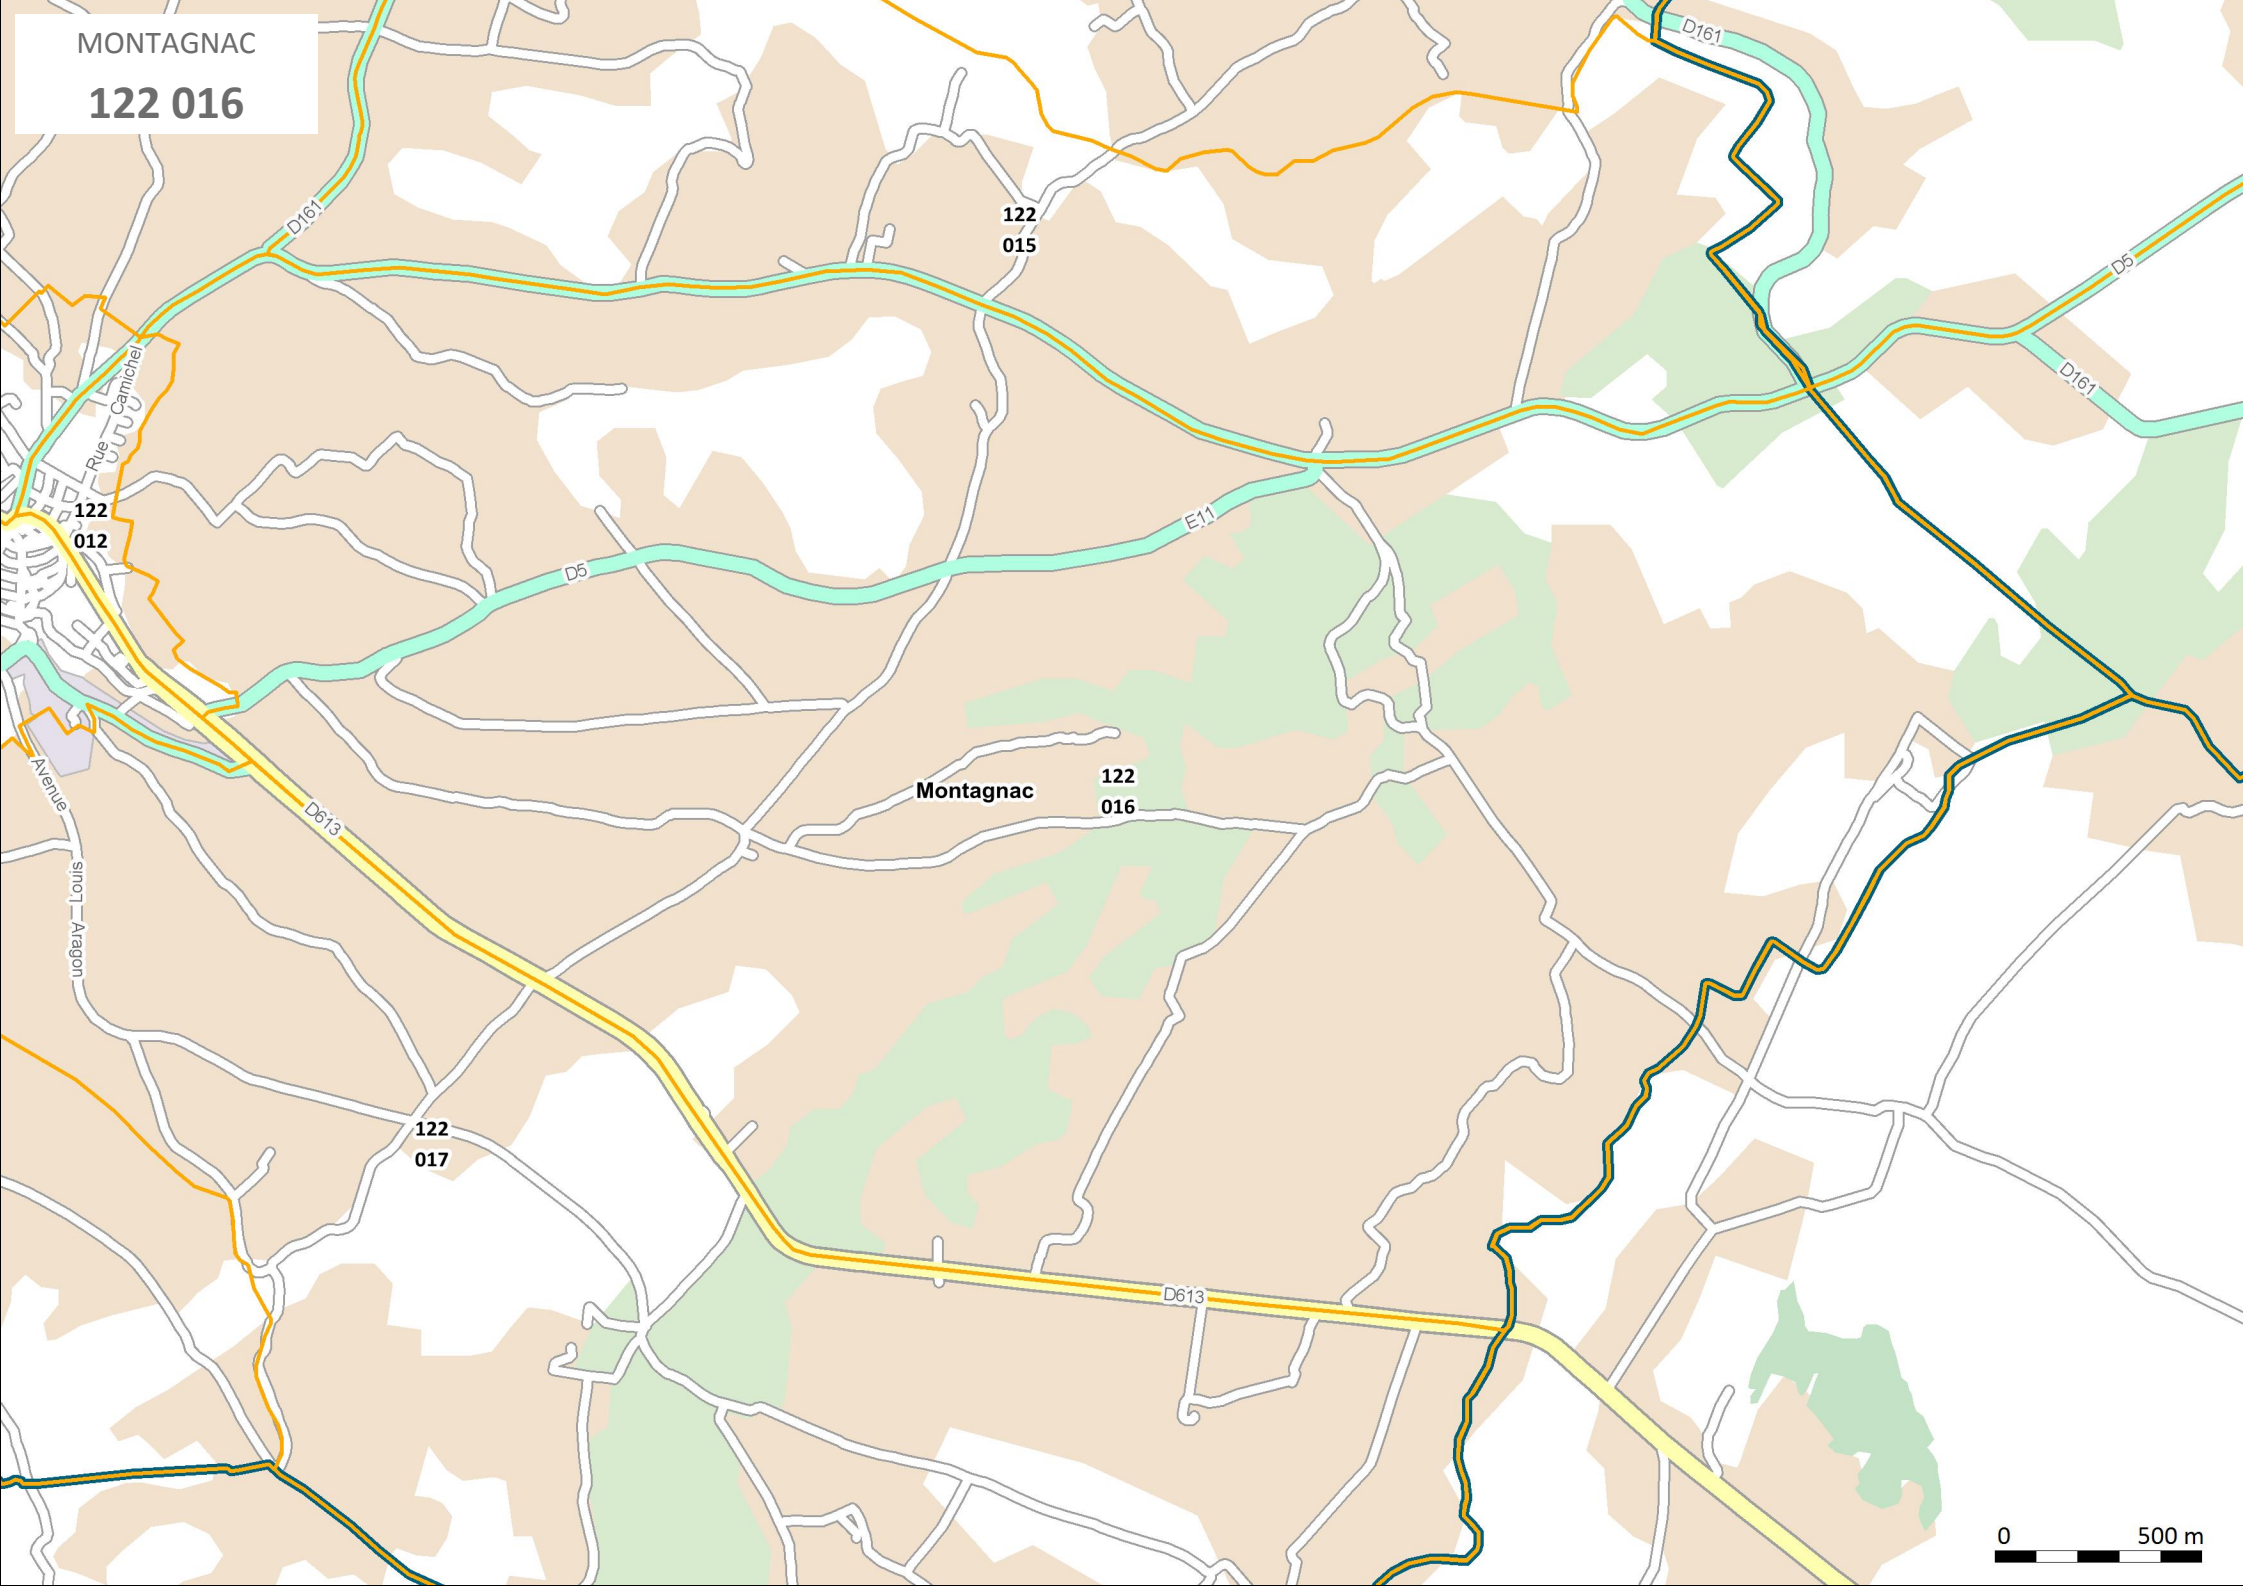 MONTAGNAC
122 016
D161
D161
122
015
D5
D161
Rue Camichel
122
012
E11
D5
Avenue
Louis Aragon
D613
Montagnac
122
016
122
017
D613
0 500 m